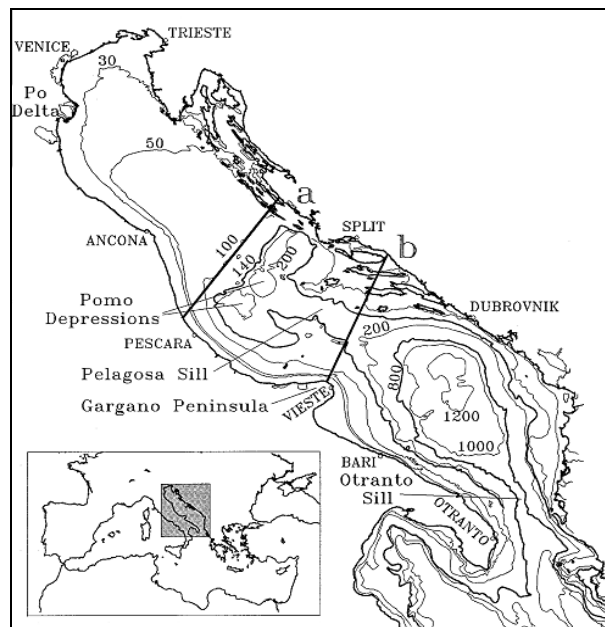 TRIESTE
VENICE
30
Po
Delta
50
a
SPLIT
b
ANCONA
100
140
200
Pomo
Depressions
DUBROVNIK
PESCARA
200
Pelagosa Sill
800
Gargano Peninsula
VIESTE
1200
1000
BARI
Otranto
Sill
OTRANTO